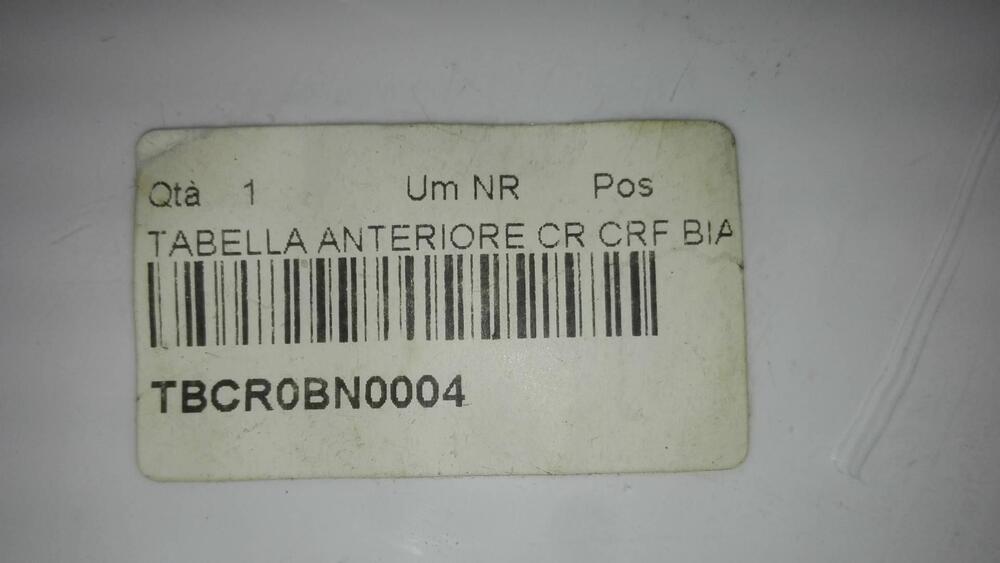 Qtà 1 Um NR Pos
TABELLA ANTERIORE CR CRF BIA
TBCR0BN0004